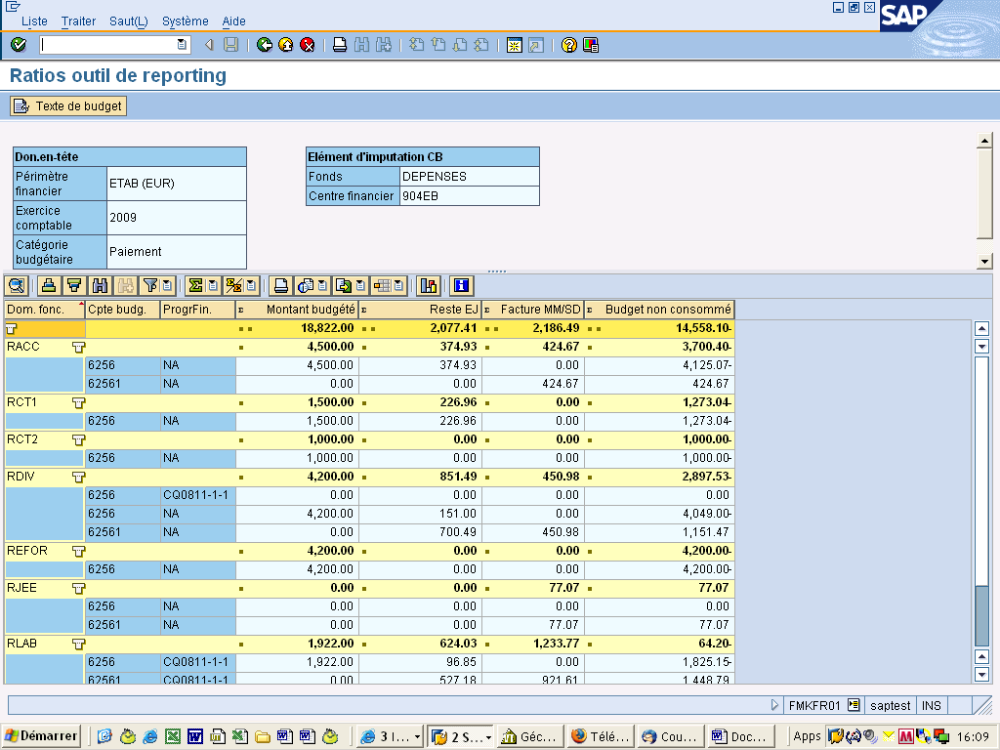 Liste Traiter Saut(L) Système Aide
SAP
Ratios outil de reporting
Texte de budget
Don.en-tête
Périmètre financier ETAB (EUR)
Exercice comptable 2009
Catégorie budgétaire Paiement
Elément d'imputation CB
Fonds DEPENSES
Centre financier 904EB
Dom. fonc. Cpte budg. ProgrFin. Σ Montant budgété Σ Reste EJ Σ Facture MM/SD Σ Budget non consommé
18,822.00 2,077.41 2,186.49 14,558.10-
RACC 4,500.00 374.93 424.67 3,700.40-
6256 NA 4,500.00 374.93 0.00 4,125.07-
62561 NA 0.00 0.00 424.67 424.67
RCT1 1,500.00 226.96 0.00 1,273.04-
6256 NA 1,500.00 226.96 0.00 1,273.04-
RCT2 1,000.00 0.00 0.00 1,000.00-
6256 NA 1,000.00 0.00 0.00 1,000.00-
RDIV 4,200.00 851.49 450.98 2,897.53-
6256 CQ0811-1-1 0.00 0.00 0.00 0.00
6256 NA 4,200.00 151.00 0.00 4,049.00-
62561 NA 0.00 700.49 450.98 1,151.47
REFOR 4,200.00 0.00 0.00 4,200.00-
6256 NA 4,200.00 0.00 0.00 4,200.00-
RJEE 0.00 0.00 77.07 77.07
6256 NA 0.00 0.00 0.00 0.00
62561 NA 0.00 0.00 77.07 77.07
RLAB 1,922.00 624.03 1,233.77 64.20-
6256 CQ0811-1-1 1,922.00 96.85 0.00 1,825.15-
62561 CQ0811-1-1 0.00 527.18 921.61 1,448.79
FMKFR01 saptest INS
Démarrer 3 I... 2 S... Géc... Télé... Cou... Doc... Apps 16:09